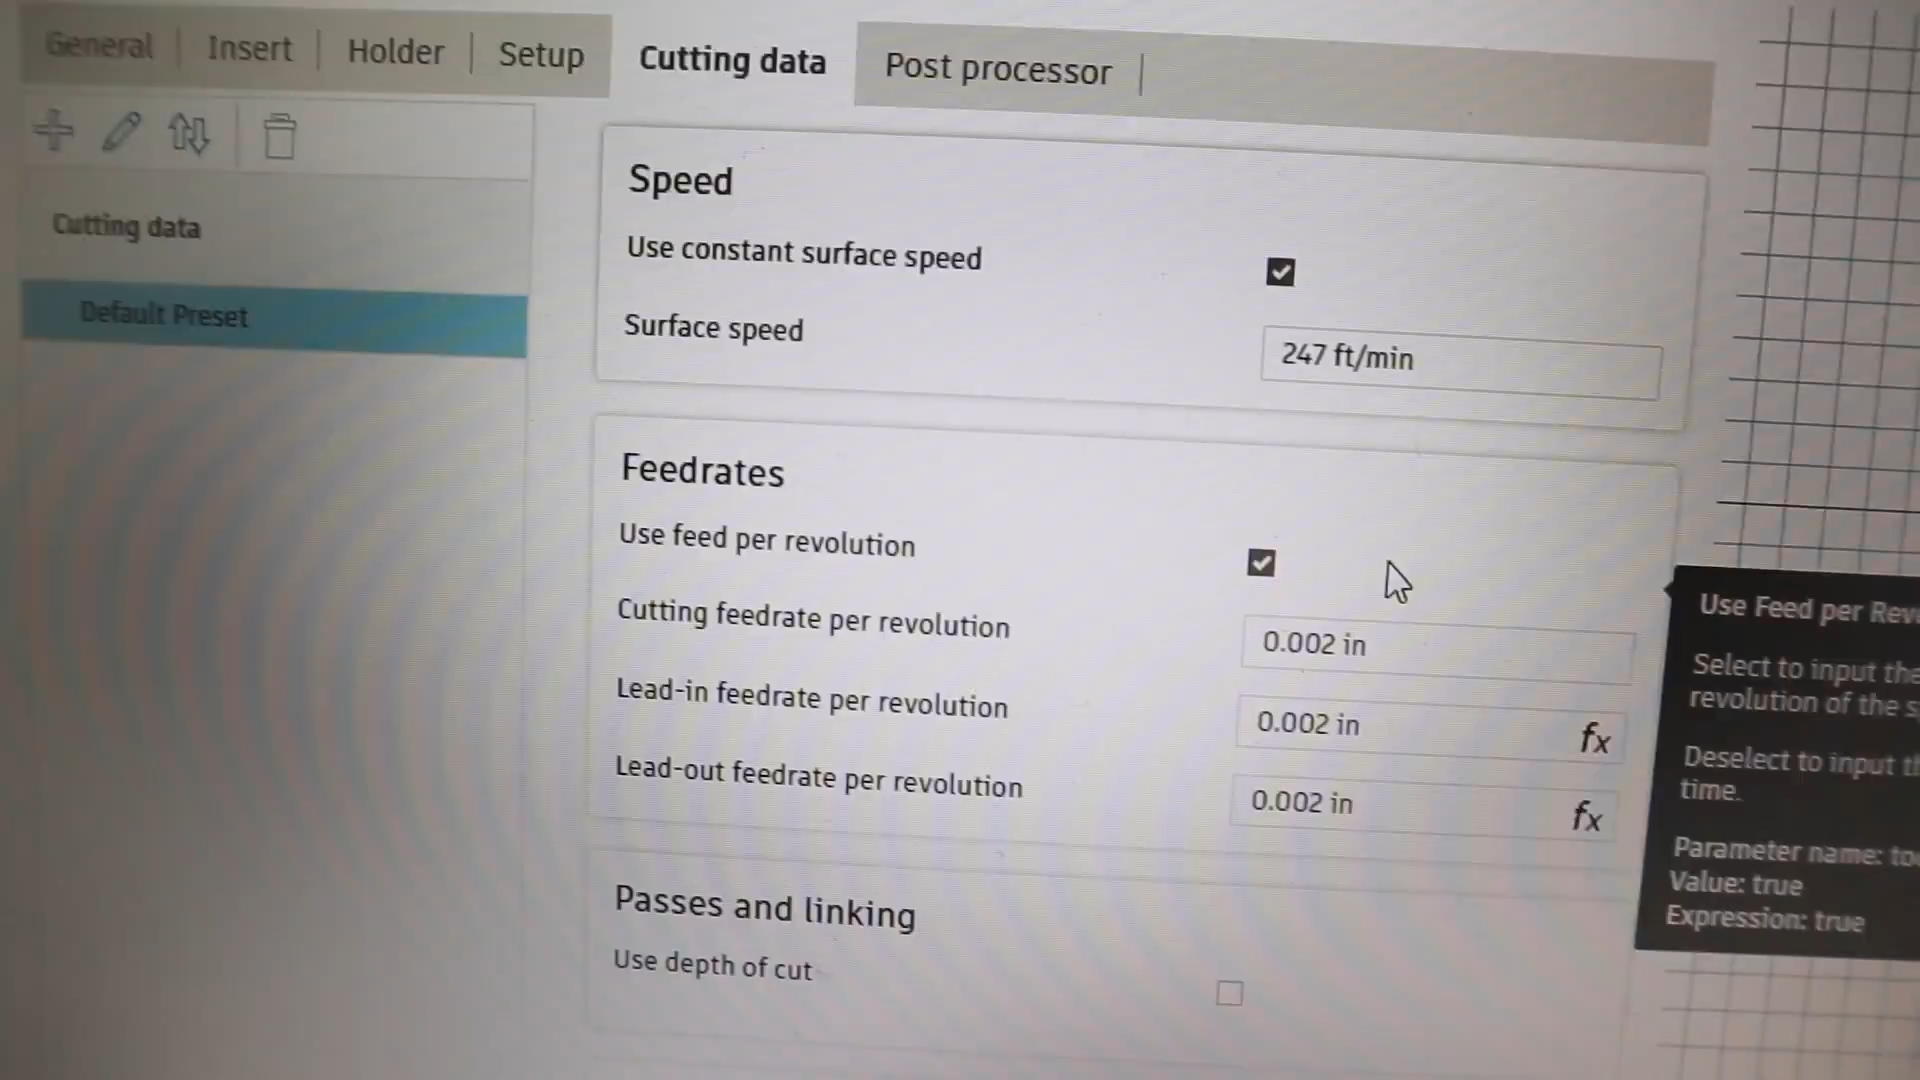 General
Insert
Holder
Setup
Cutting data
Post processor
Cutting data
Default Preset
Speed
Use constant surface speed
Surface speed
247 ft/min
Feedrates
Use feed per revolution
Cutting feedrate per revolution
0.002 in
Lead-in feedrate per revolution
0.002 in
fx
Lead-out feedrate per revolution
0.002 in
fx
Passes and linking
Use depth of cut
Use Feed per
Select to input
revolution of the
Deselect to input
time.
Parameter name:
Value: true
Expression: true